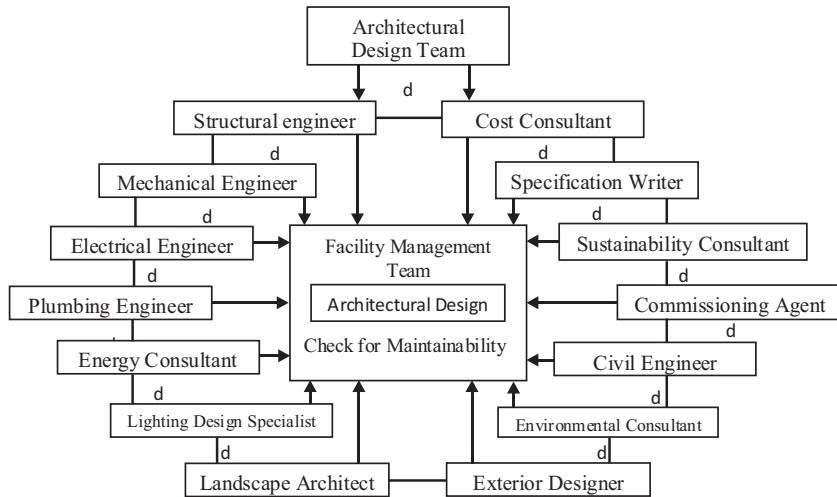 Architectural
Design Team
d
Structural engineer
Cost Consultant
d
d
Mechanical Engineer
Specification Writer
d
d
Electrical Engineer
Facility Management
Team
Sustainability Consultant
d
d
Plumbing Engineer
Architectural Design
Commissioning Agent
d
d
Energy Consultant
Check for Maintainability
Civil Engineer
d
d
Lighting Design Specialist
Environmental Consultant
d
d
Landscape Architect
Exterior Designer